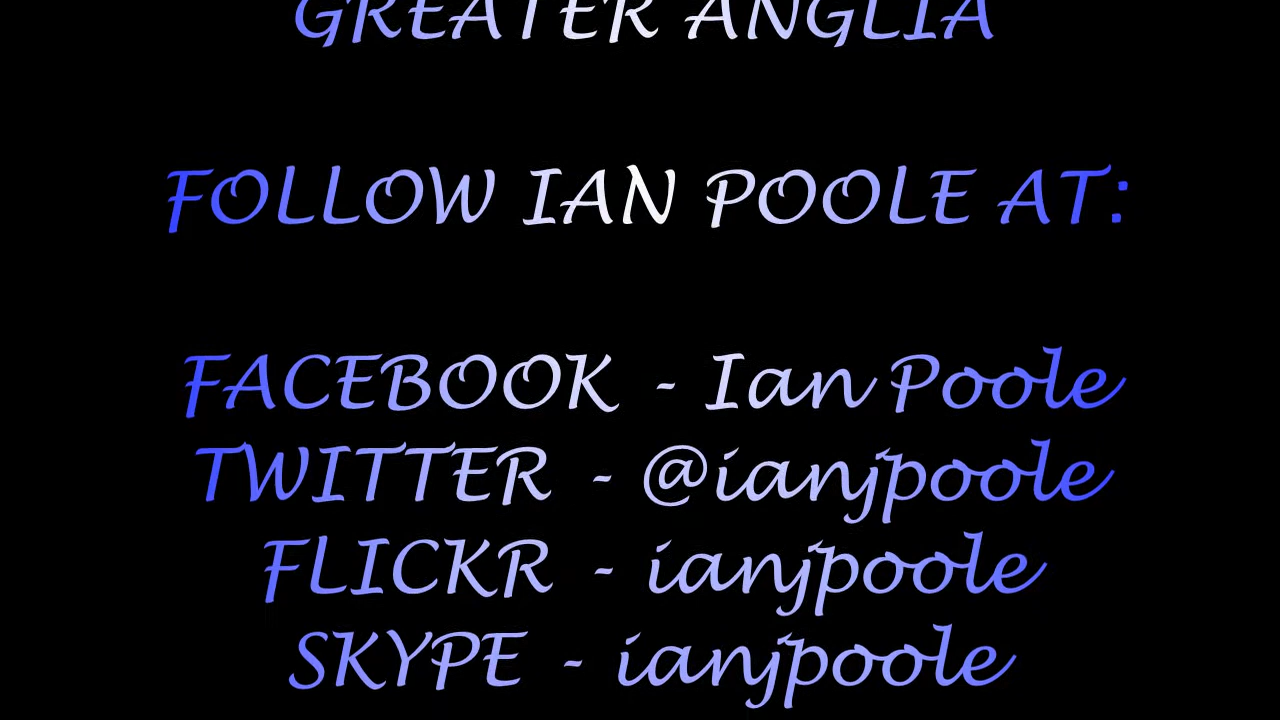 GREATER ANGLIA
FOLLOW IAN POOLE AT:
FACEBOOK - Ian Poole
TWITTER - @ianjpoole
FLICKR - ianjpoole
SKYPE - ianjpoole